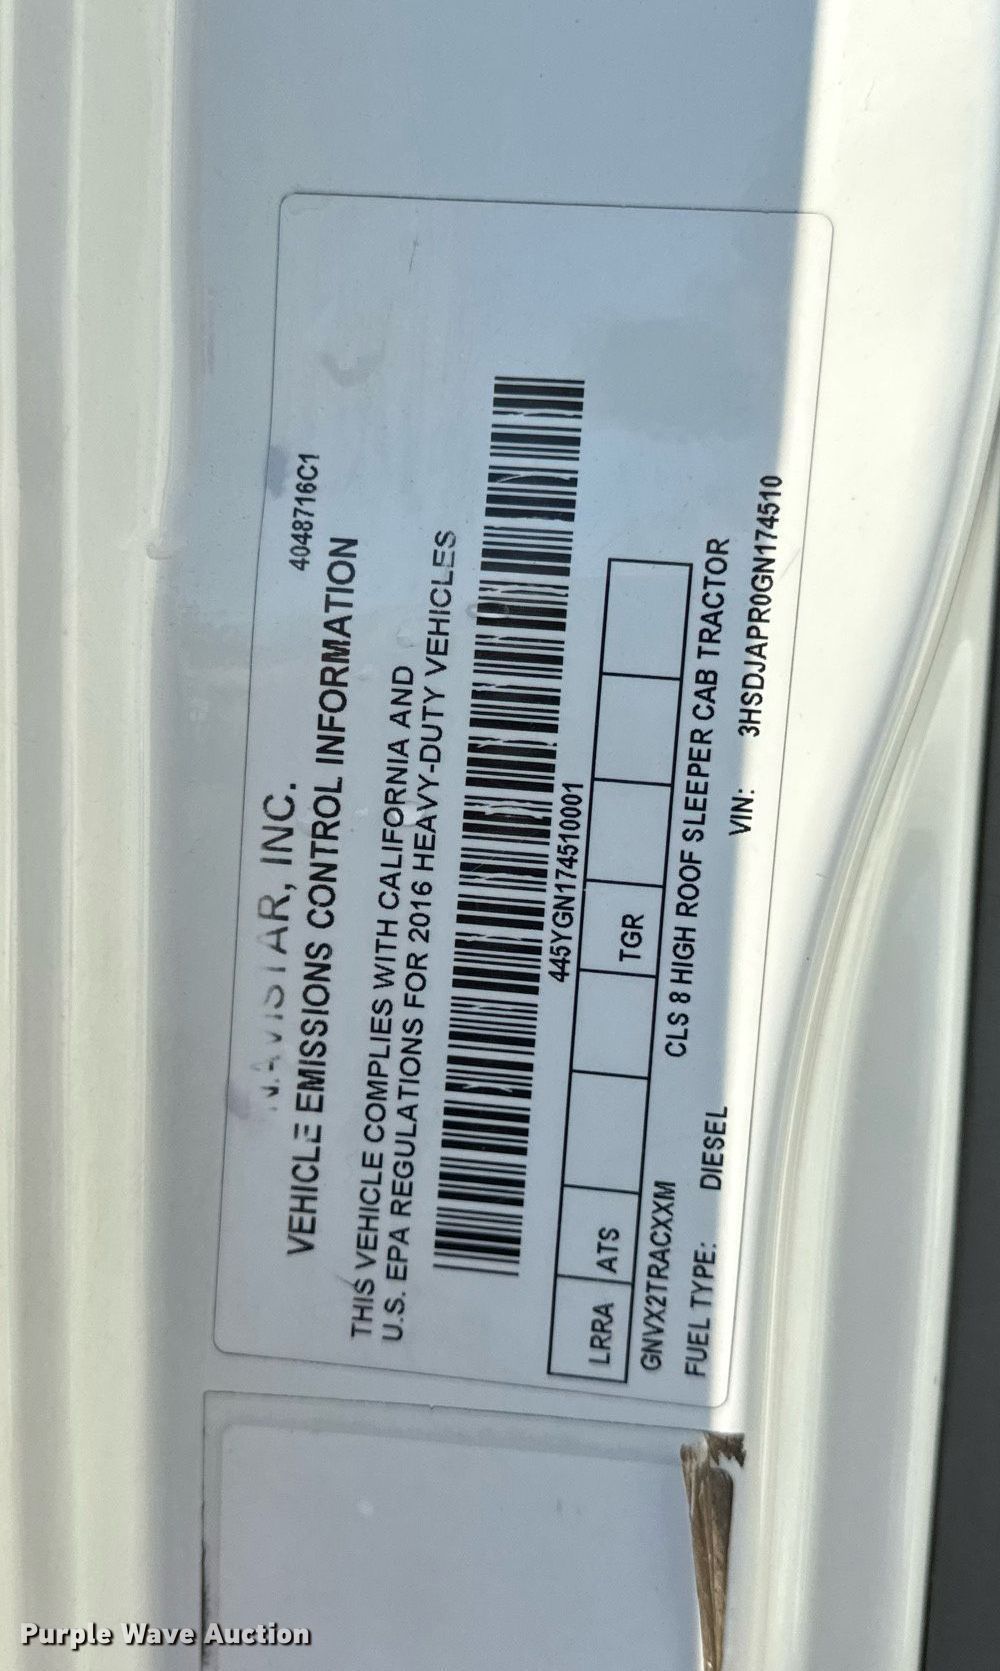 4048716C1
NAVISTAR, INC.
VEHICLE EMISSIONS CONTROL INFORMATION
THIS VEHICLE COMPLIES WITH CALIFORNIA AND
U.S. EPA REGULATIONS FOR 2016 HEAVY-DUTY VEHICLES
445YGN174510001
LRRA ATS TGR
GNVX2TRACXXM CLS 8 HIGH ROOF SLEEPER CAB TRACTOR
FUEL TYPE: DIESEL VIN: 3HSDJAPR0GN174510
Purple Wave Auction